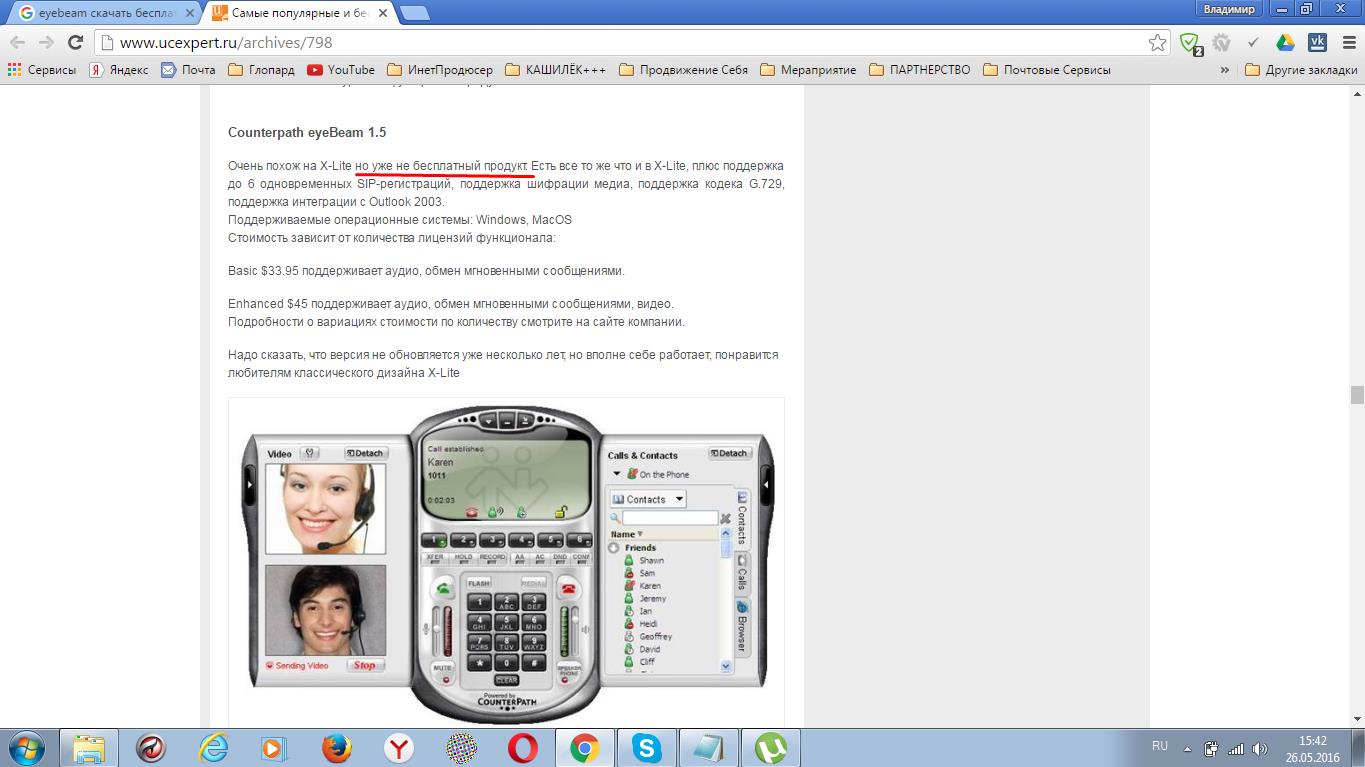 eyebeam скачать бесплат
Самые популярные и бес
Владимир
www.ucexpert.ru/archives/798
2
Сервисы
Яндекс
Почта
Глопард
YouTube
ИнетПродюсер
КАШИЛЁК+++
Продвижение Себя
Мераприятие
ПАРТНЕРСТВО
Почтовые Сервисы
»
Другие закладки
Counterpath eyeBeam 1.5
Очень похож на X-Lite но уже не бесплатный продукт. Есть все то же что и в X-Lite, плюс поддержка
до 6 одновременных SIP-регистраций, поддержка шифрации медиа, поддержка кодека G.729,
поддержка интеграции с Outlook 2003.
Поддерживаемые операционные системы: Windows, MacOS
Стоимость зависит от количества лицензий функционала:
Basic $33.95 поддерживает аудио, обмен мгновенными сообщениями.
Enhanced $45 поддерживает аудио, обмен мгновенными сообщениями, видео.
Подробности о вариациях стоимости по количеству смотрите на сайте компании.
Надо сказать, что версия не обновляется уже несколько лет, но вполне себе работает, понравится
любителям классического дизайна X-Lite
Video
Detach
Sending Video
Stop
Call established
Karen
1011
0:02:03
1 2 3 4 5 6
XFER HOLD RECORD AA AC DND CONF
FLASH REDIAL
1 2 ABC 3 DEF
4 GHI 5 JKL 6 MNO
7 PQRS 8 TUV 9 WXYZ
* 0 #
MUTE
SPEAKER PHONE
CLEAR
Powered by
COUNTERPATH
Calls & Contacts
Detach
On the Phone
Contacts
Name
Friends
Shawn
Sam
Karen
Jeremy
Ian
Heidi
Geoffrey
David
Cliff
Contacts
Calls
Browser
RU
15:42
26.05.2016